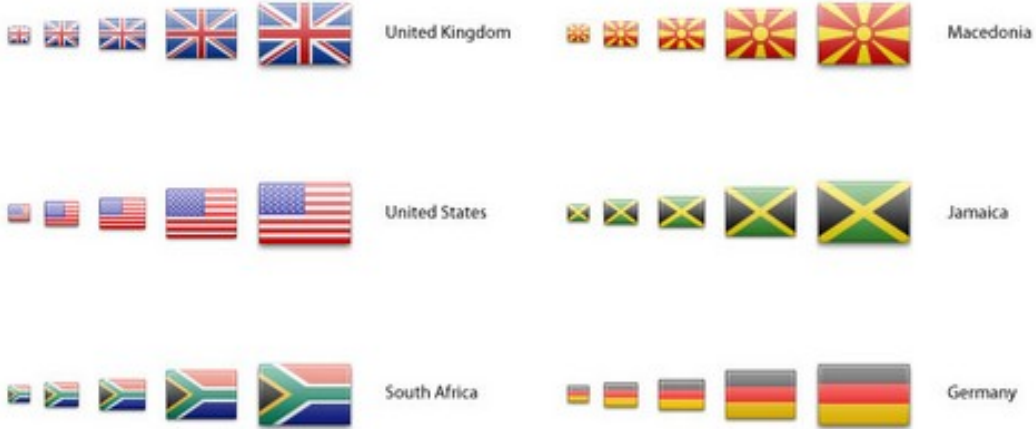 United Kingdom
Macedonia
United States
Jamaica
South Africa
Germany